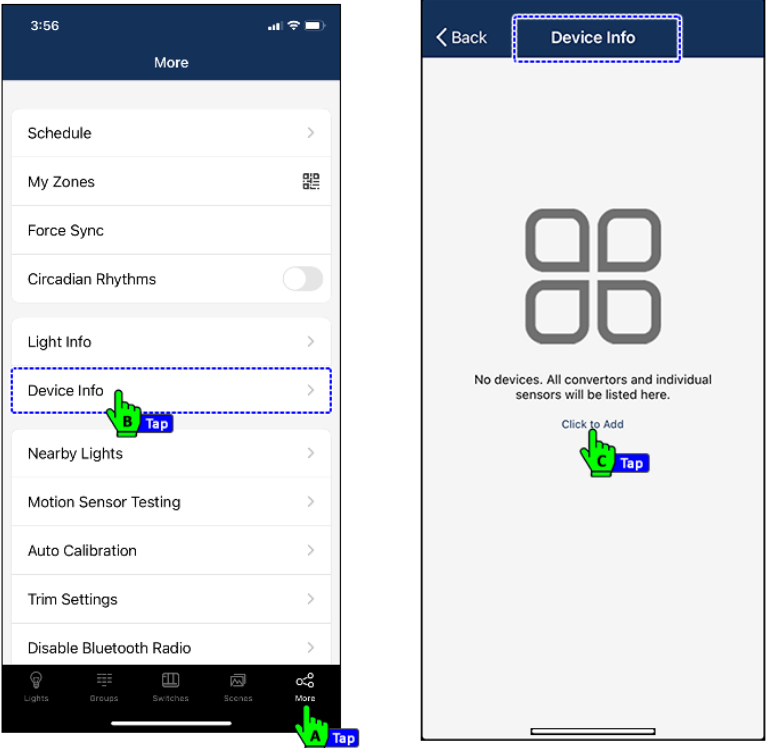 3:56
More
Schedule
My Zones
Force Sync
Circadian Rhythms
Light Info
Device Info
B Tap
Nearby Lights
Motion Sensor Testing
Auto Calibration
Trim Settings
Disable Bluetooth Radio
Lights Groups Switches Scenes More
A Tap
Back Device Info
No devices. All convertors and individual
sensors will be listed here.
Click to Add
C Tap